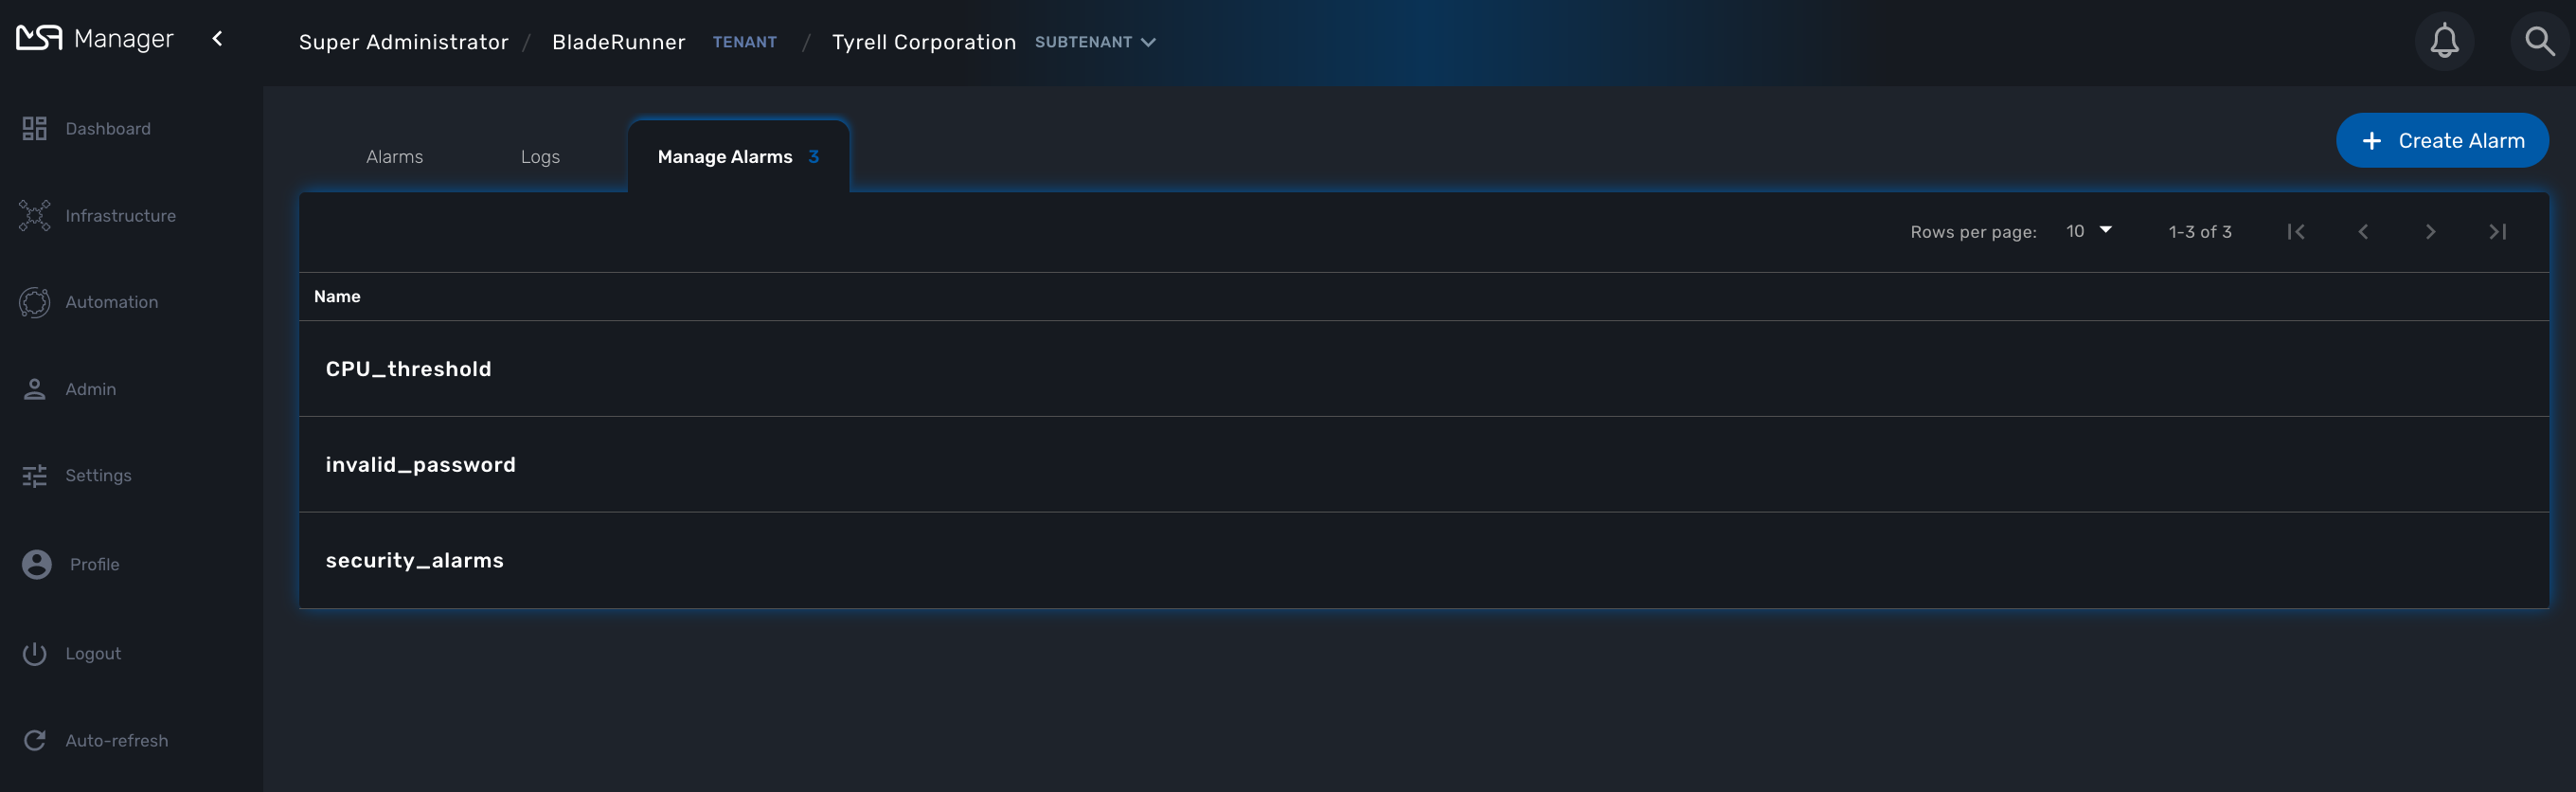 MSA Manager
Super Administrator / BladeRunner TENANT / Tyrell Corporation SUBTENANT
Dashboard
Infrastructure
Automation
Admin
Settings
Profile
Logout
Auto-refresh
Alarms Logs Manage Alarms 3
+ Create Alarm
Rows per page: 10 1-3 of 3
Name
CPU_threshold
invalid_password
security_alarms